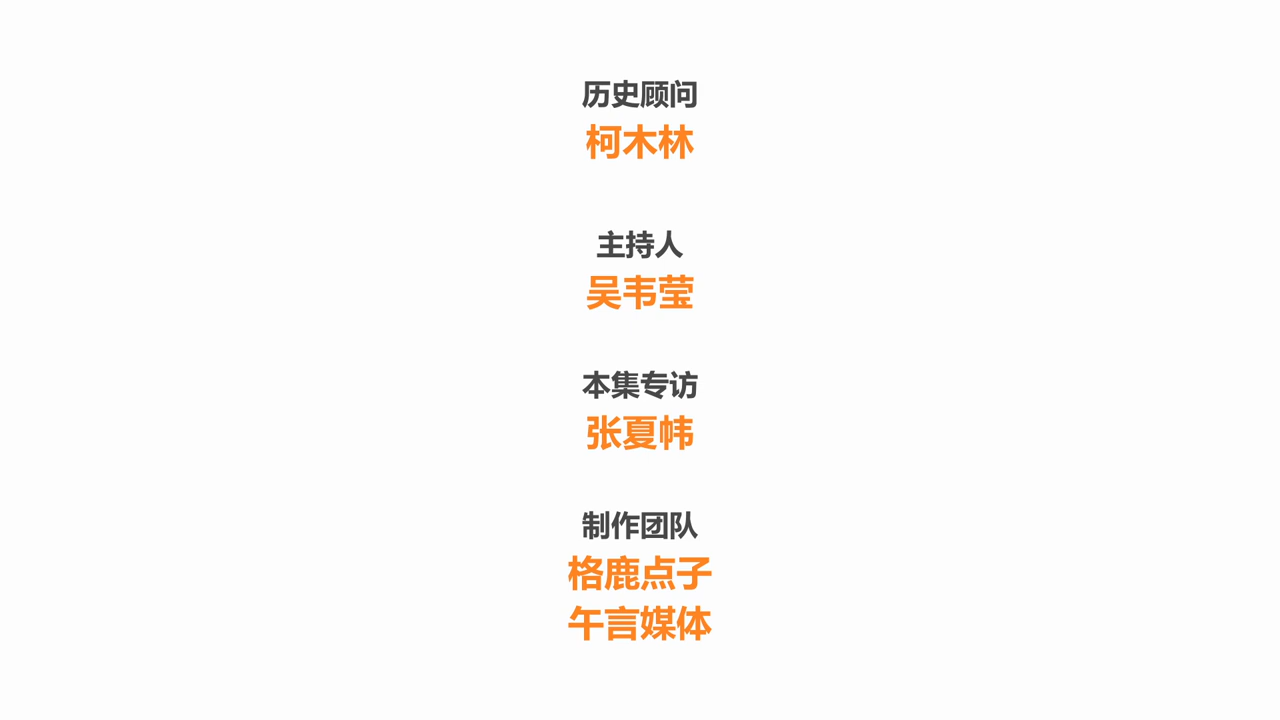 历史顾问
柯木林
主持人
吴韦莹
本集专访
张夏帏
制作团队
格鹿点子
午言媒体